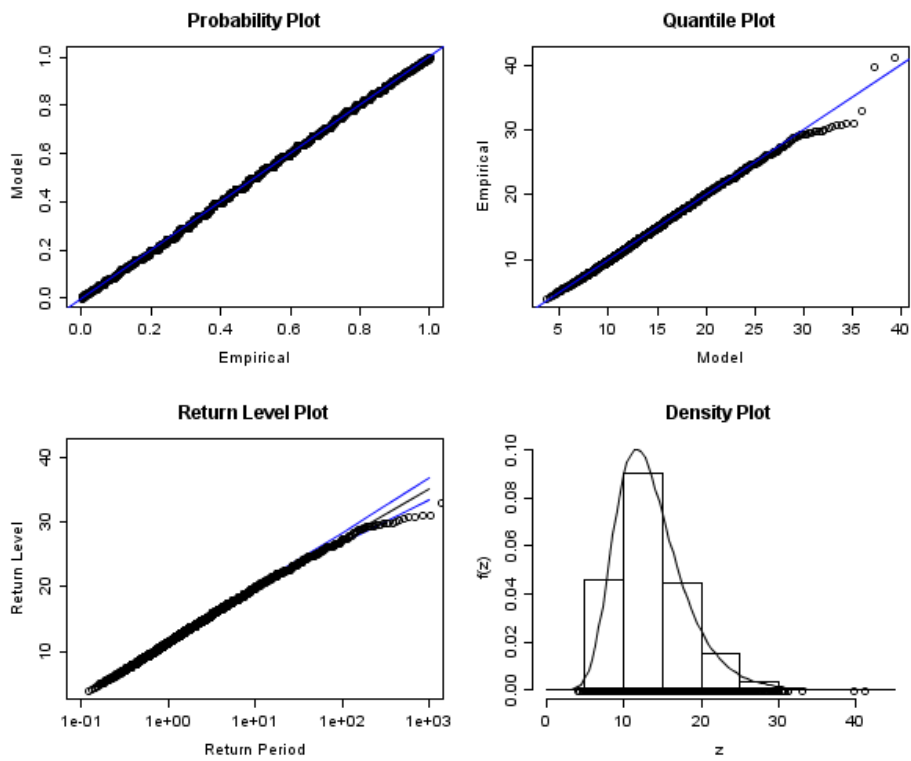 Probability Plot
Model
0.0 0.2 0.4 0.6 0.8 1.0
0.0 0.2 0.4 0.6 0.8 1.0
Empirical
Quantile Plot
Empirical
10 20 30 40
5 10 15 20 25 30 35 40
Model
Return Level Plot
Return Level
10 20 30 40
1e-01 1e+00 1e+01 1e+02 1e+03
Return Period
Density Plot
f(z)
0.00 0.02 0.04 0.06 0.08 0.10
0 10 20 30 40
z